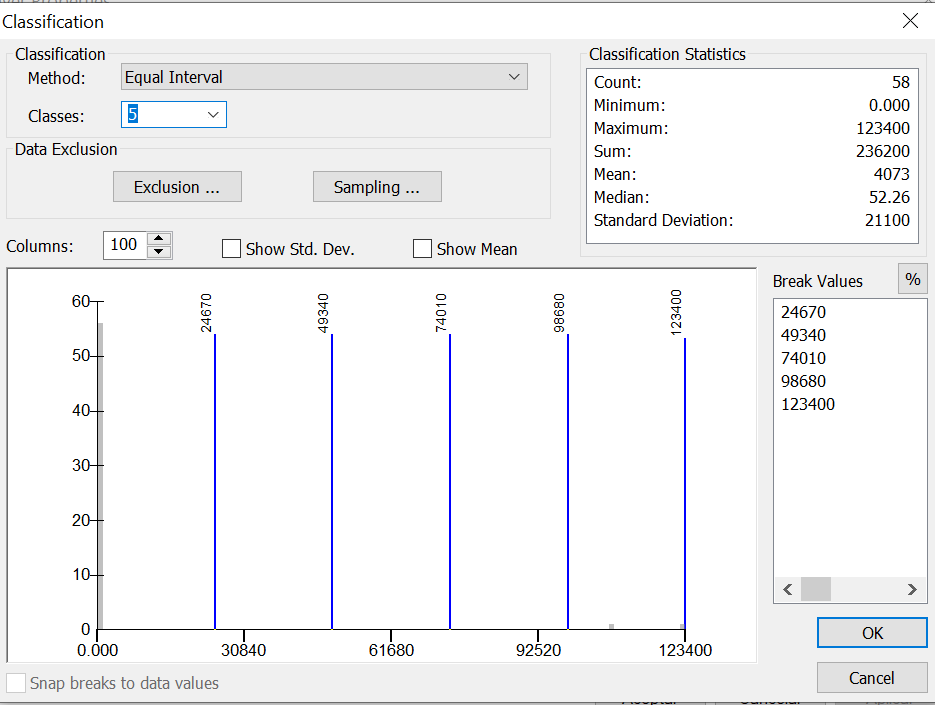 Classification
Classification
Method: Equal Interval
Classes: 5
Data Exclusion
Exclusion ...
Sampling ...
Classification Statistics
Count: 58
Minimum: 0.000
Maximum: 123400
Sum: 236200
Mean: 4073
Median: 52.26
Standard Deviation: 21100
Columns: 100
Show Std. Dev.
Show Mean
Break Values
%
24670
49340
74010
98680
123400
60
50
40
30
20
10
0
24670
49340
74010
98680
123400
0.000
30840
61680
92520
123400
OK
Cancel
Snap breaks to data values